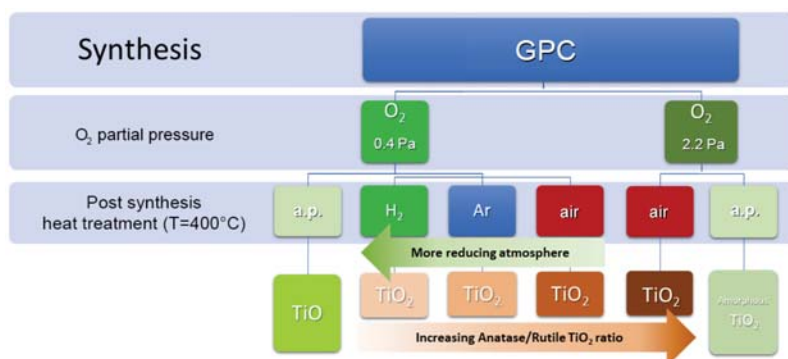 Synthesis
GPC
O₂ partial pressure
O₂
0.4 Pa
O₂
2.2 Pa
Post synthesis
heat treatment (T=400°C)
a.p.
H₂
Ar
air
air
a.p.
More reducing atmosphere
TiO
TiO₂
TiO₂
TiO₂
TiO₂
Amorphous
TiO₂
Increasing Anatase/Rutile TiO₂ ratio